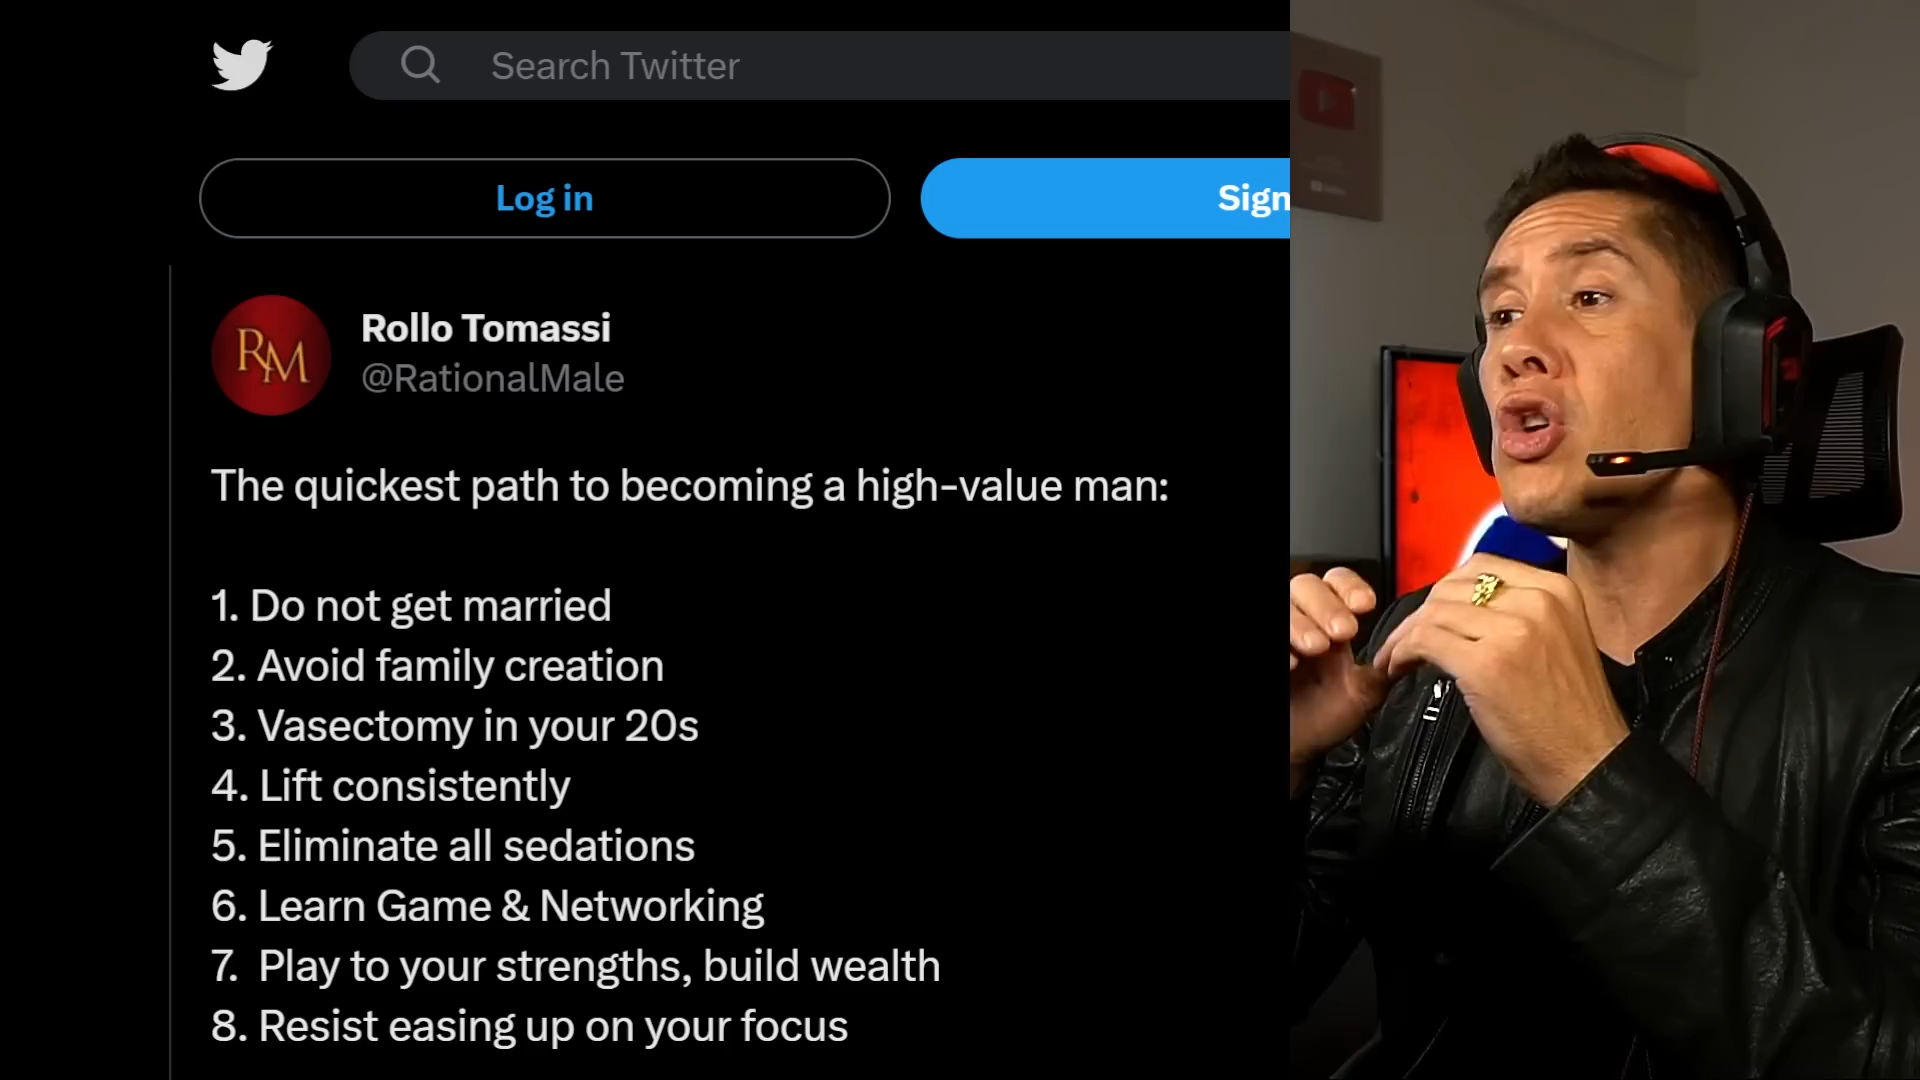 Search Twitter
Log in
Sign
RM
Rollo Tomassi
@RationalMale
The quickest path to becoming a high-value man:
1. Do not get married
2. Avoid family creation
3. Vasectomy in your 20s
4. Lift consistently
5. Eliminate all sedations
6. Learn Game & Networking
7. Play to your strengths, build wealth
8. Resist easing up on your focus